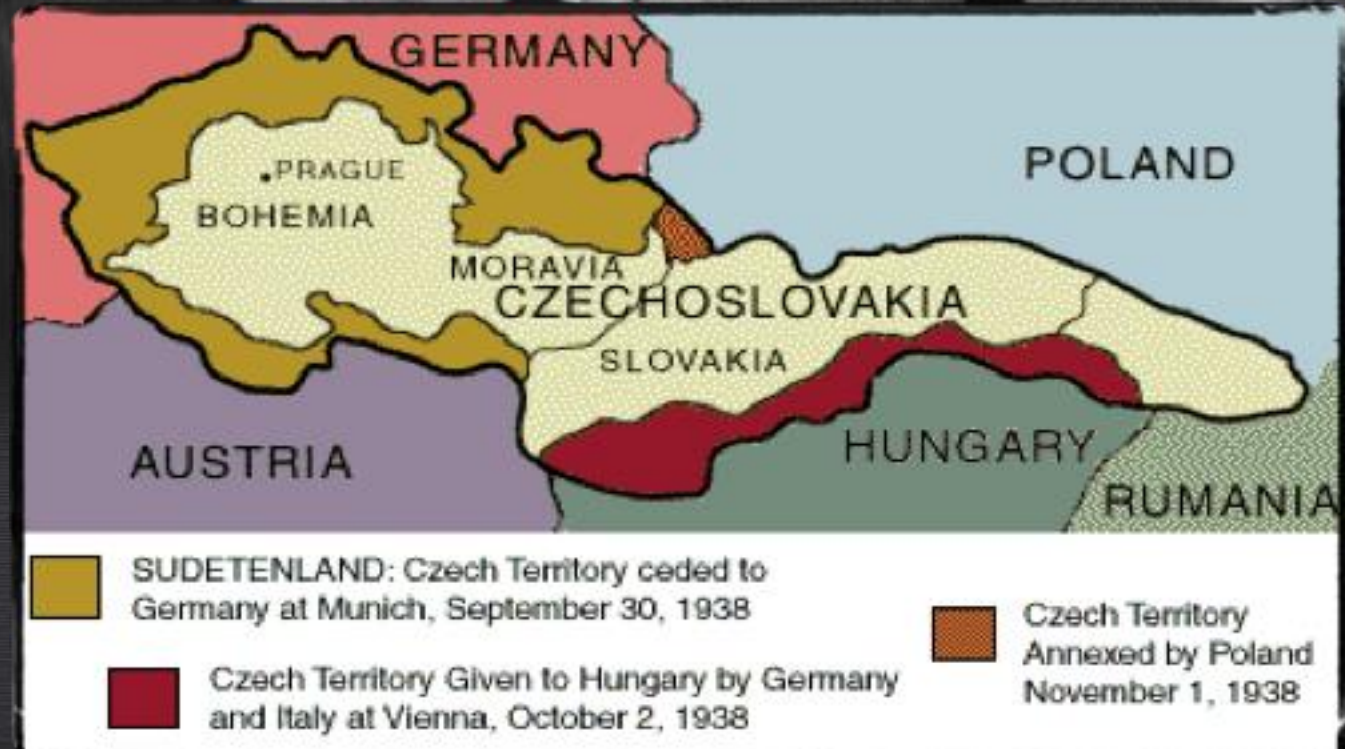 GERMANY
POLAND
PRAGUE
BOHEMIA
MORAVIA
CZECHOSLOVAKIA
SLOVAKIA
AUSTRIA
HUNGARY
RUMANIA
SUDETENLAND: Czech Territory ceded to
Germany at Munich, September 30, 1938
Czech Territory Given to Hungary by Germany
and Italy at Vienna, October 2, 1938
Czech Territory
Annexed by Poland
November 1, 1938